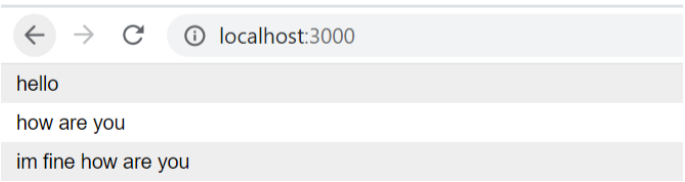 localhost:3000
hello
how are you
im fine how are you